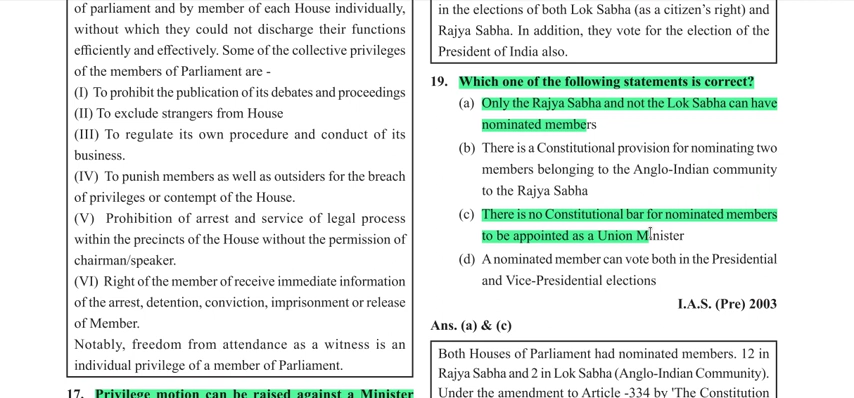 of parliament and by member of each House individually,
without which they could not discharge their functions
efficiently and effectively. Some of the collective privileges
of the members of Parliament are -
(I) To prohibit the publication of its debates and proceedings
(II) To exclude strangers from House
(III) To regulate its own procedure and conduct of its
business.
(IV) To punish members as well as outsiders for the breach
of privileges or contempt of the House.
(V) Prohibition of arrest and service of legal process
within the precincts of the House without the permission of
chairman/speaker.
(VI) Right of the member of receive immediate information
of the arrest, detention, conviction, imprisonment or release
of Member.
Notably, freedom from attendance as a witness is an
individual privilege of a member of Parliament.
17. Privilege motion can be raised against a Minister
in the elections of both Lok Sabha (as a citizen's right) and
Rajya Sabha. In addition, they vote for the election of the
President of India also.
19. Which one of the following statements is correct?
(a) Only the Rajya Sabha and not the Lok Sabha can have
nominated members
(b) There is a Constitutional provision for nominating two
members belonging to the Anglo-Indian community
to the Rajya Sabha
(c) There is no Constitutional bar for nominated members
to be appointed as a Union Minister
(d) A nominated member can vote both in the Presidential
and Vice-Presidential elections
I.A.S. (Pre) 2003
Ans. (a) & (c)
Both Houses of Parliament had nominated members. 12 in
Rajya Sabha and 2 in Lok Sabha (Anglo-Indian Community).
Under the amendment to Article -334 by 'The Constitution